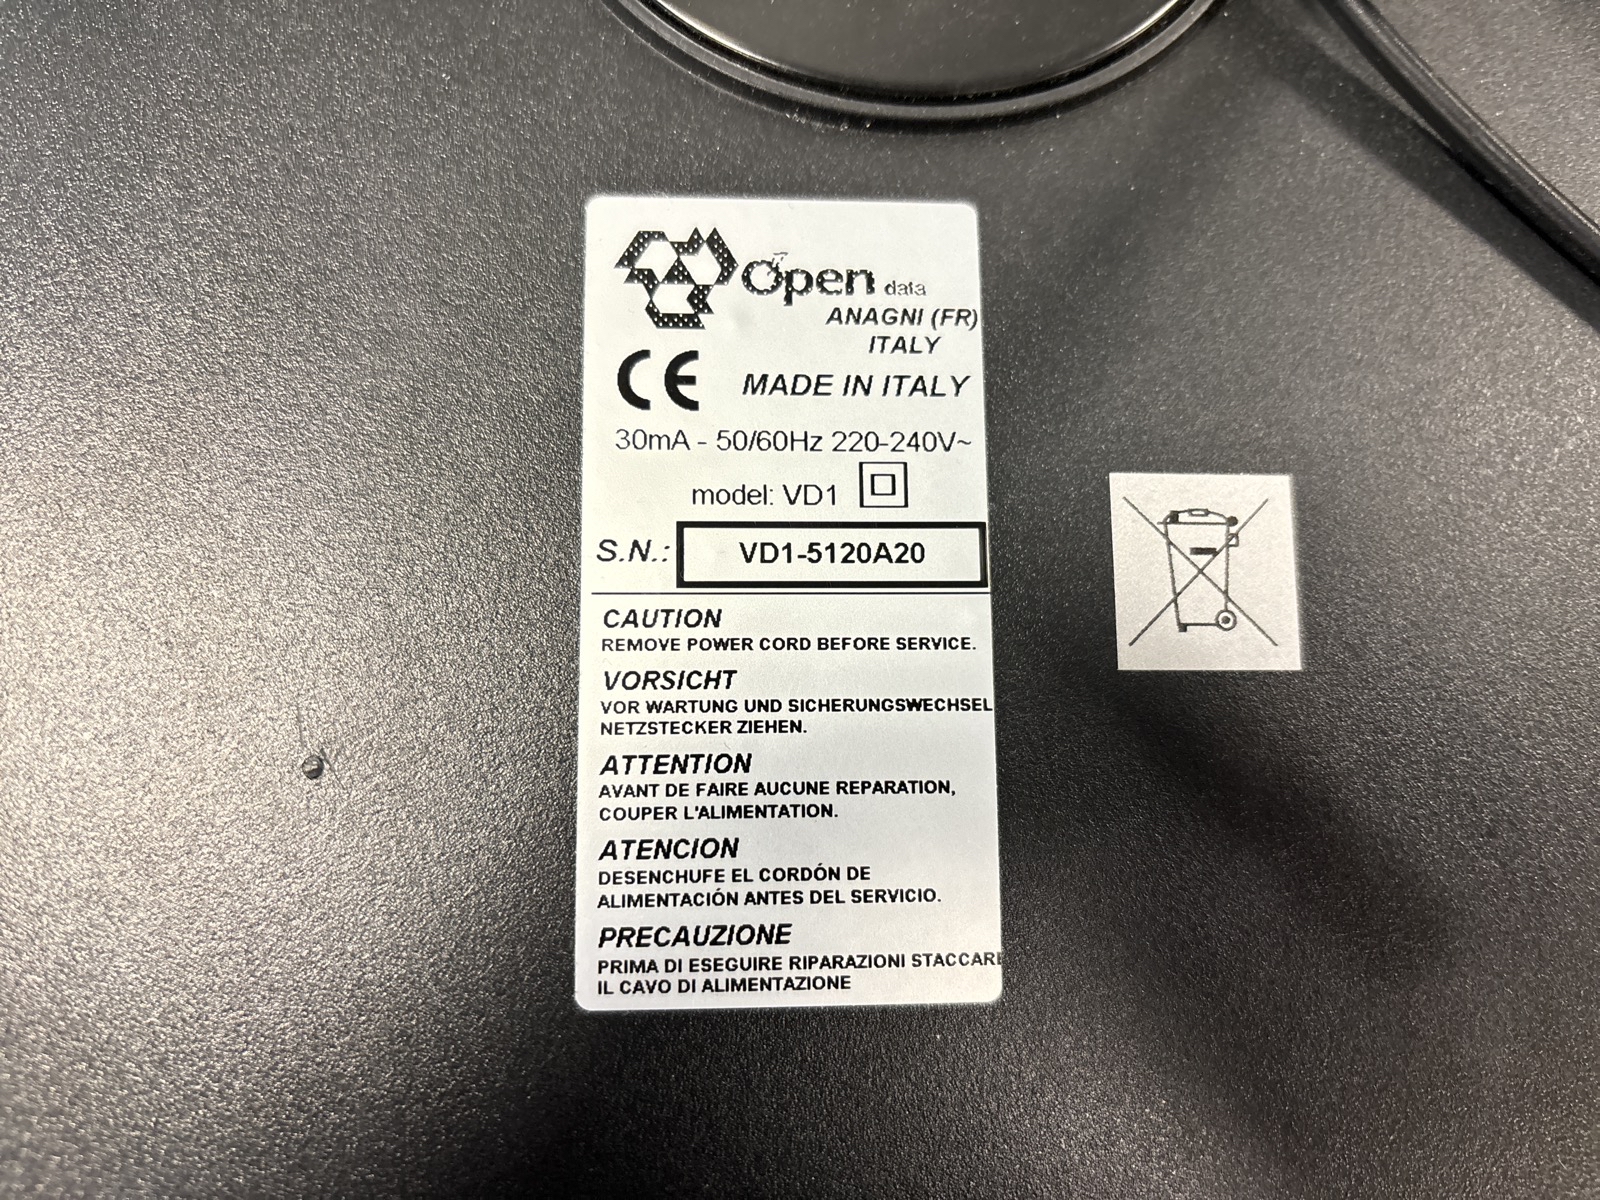 Open data
ANAGNI (FR)
ITALY
CE MADE IN ITALY
30mA - 50/60Hz 220-240V~
model: VD1
S.N.: VD1-5120A20
CAUTION
REMOVE POWER CORD BEFORE SERVICE.
VORSICHT
VOR WARTUNG UND SICHERUNGSWECHSEL
NETZSTECKER ZIEHEN.
ATTENTION
AVANT DE FAIRE AUCUNE REPARATION,
COUPER L'ALIMENTATION.
ATENCION
DESENCHUFE EL CORDÓN DE
ALIMENTACIÓN ANTES DEL SERVICIO.
PRECAUZIONE
PRIMA DI ESEGUIRE RIPARAZIONI STACCARE
IL CAVO DI ALIMENTAZIONE